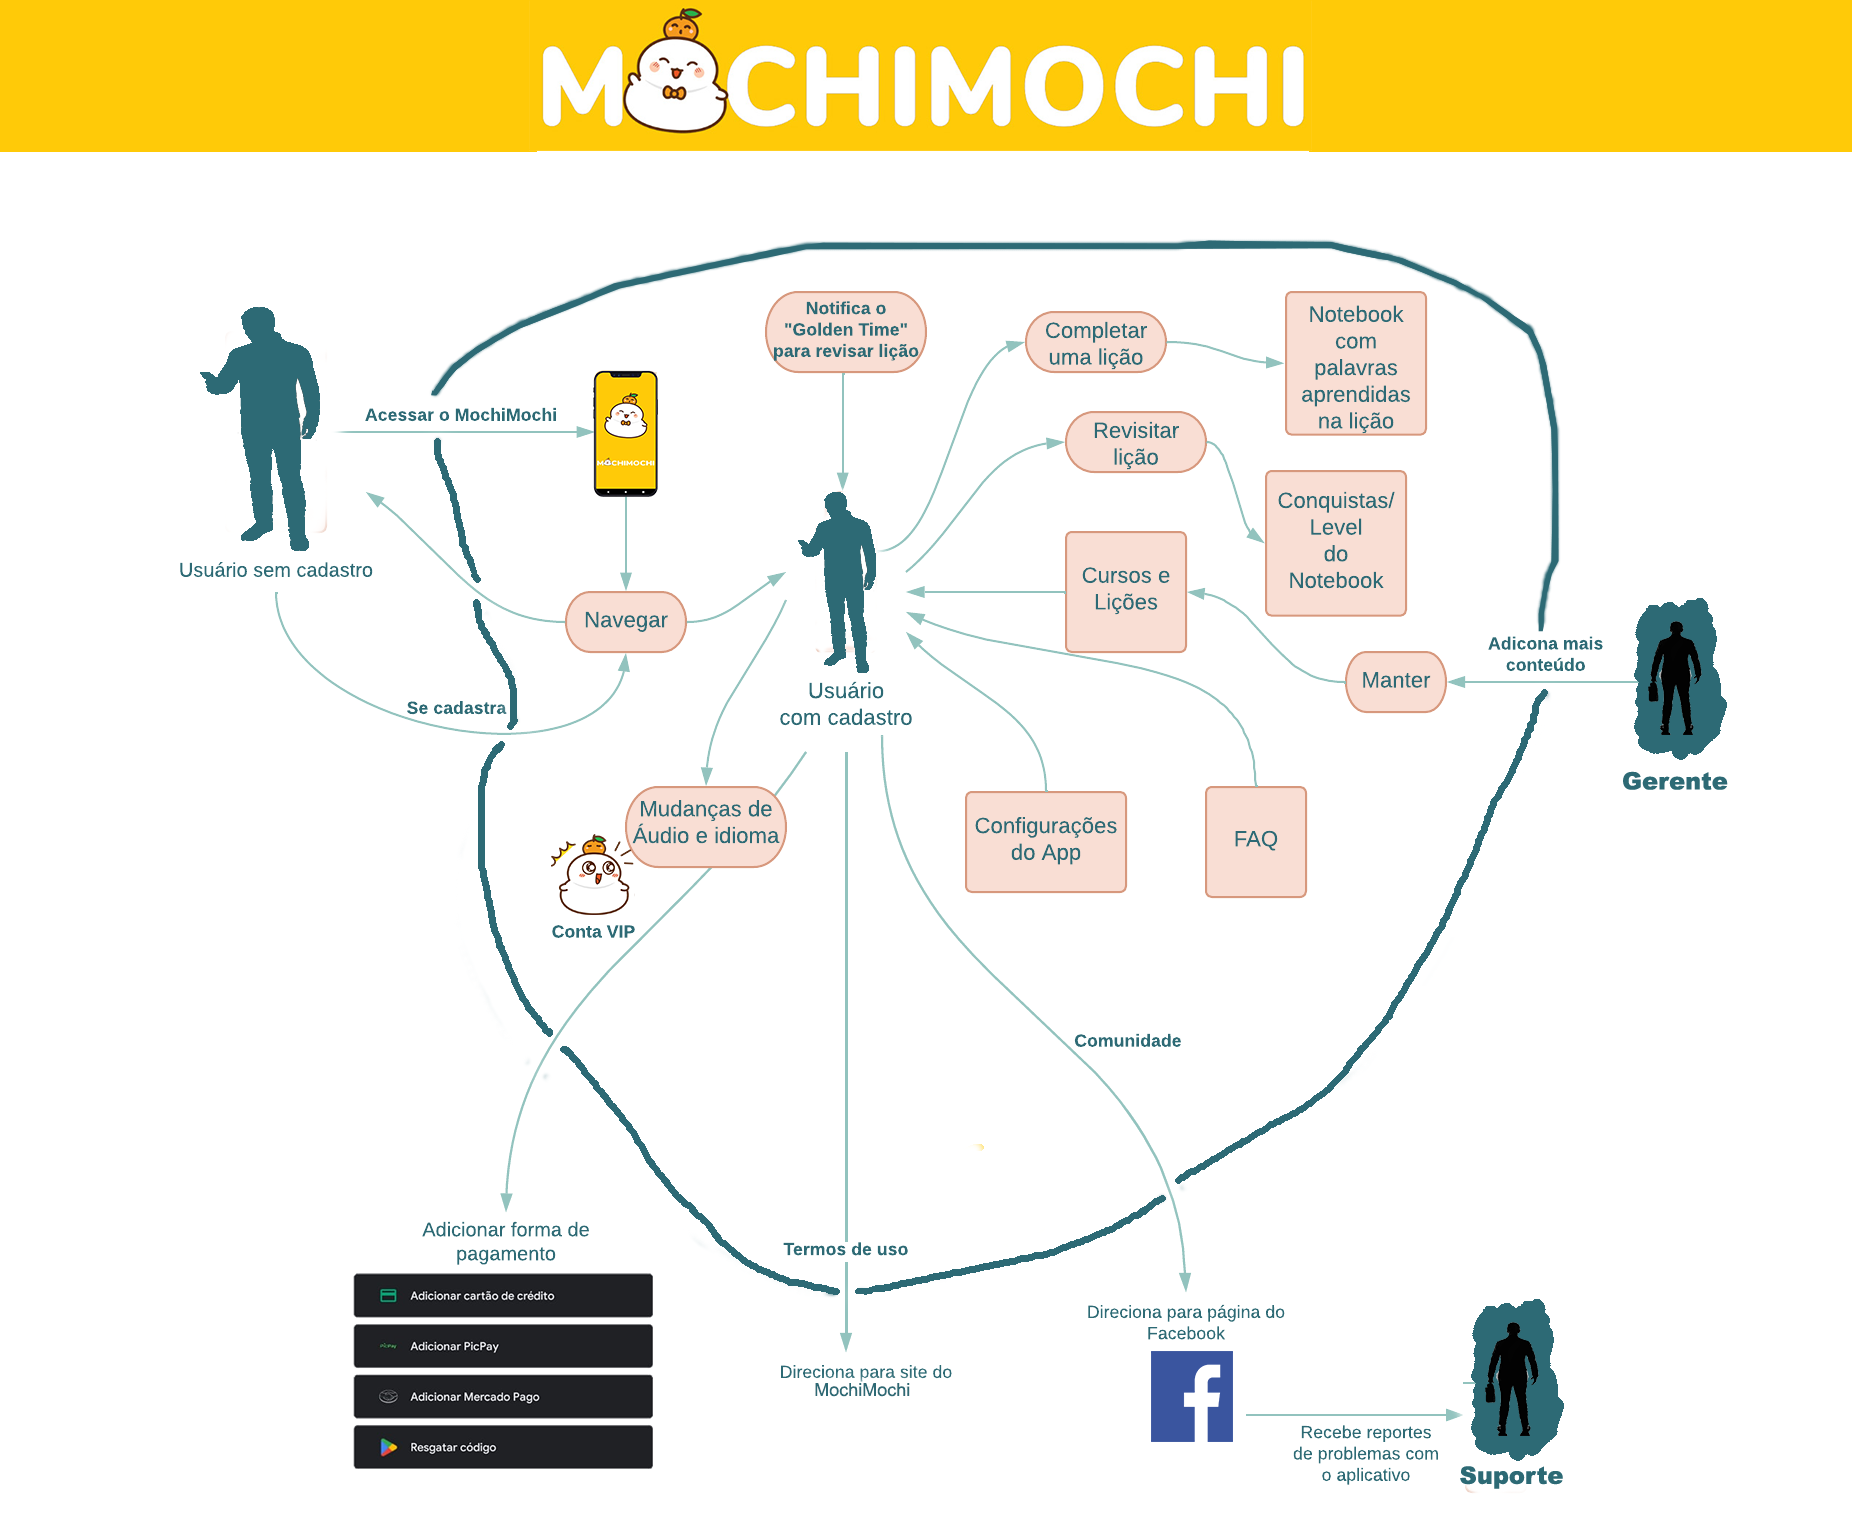 MOCHIMOCHI
Notifica o
"Golden Time"
para revisar lição
Completar
uma lição
Notebook
com
palavras
aprendidas
na lição
Acessar o MochiMochi
MOCHIMOCHI
Revisitar
lição
Conquistas/
Level
do
Notebook
Usuário sem cadastro
Navegar
Cursos e
Lições
Adicona mais
conteúdo
Manter
Gerente
Se cadastra
Usuário
com cadastro
Mudanças de
Áudio e idioma
Configurações
do App
FAQ
Conta VIP
Comunidade
Adicionar forma de
pagamento
Termos de uso
Adicionar cartão de crédito
PicPay
Adicionar PicPay
Adicionar Mercado Pago
Resgatar código
Direciona para site do
MochiMochi
Direciona para página do
Facebook
f
Recebe reportes
de problemas com
o aplicativo
Suporte